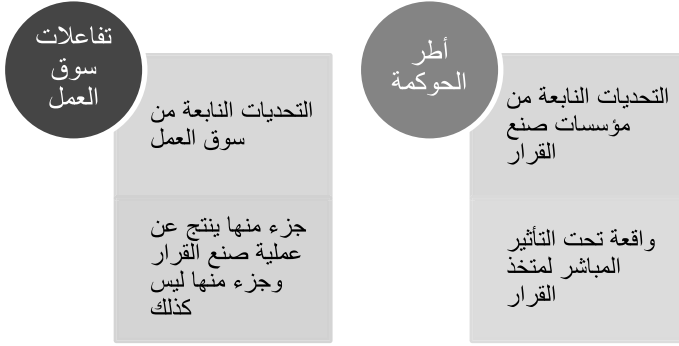 أطر
الحوكمة
التحديات النابعة من
مؤسسات صنع
القرار
واقعة تحت التأثير
المباشر لمتخذ
القرار
تفاعلات
سوق
العمل
التحديات النابعة من
سوق العمل
جزء منها ينتج عن
عملية صنع القرار
وجزء منها ليس
كذلك